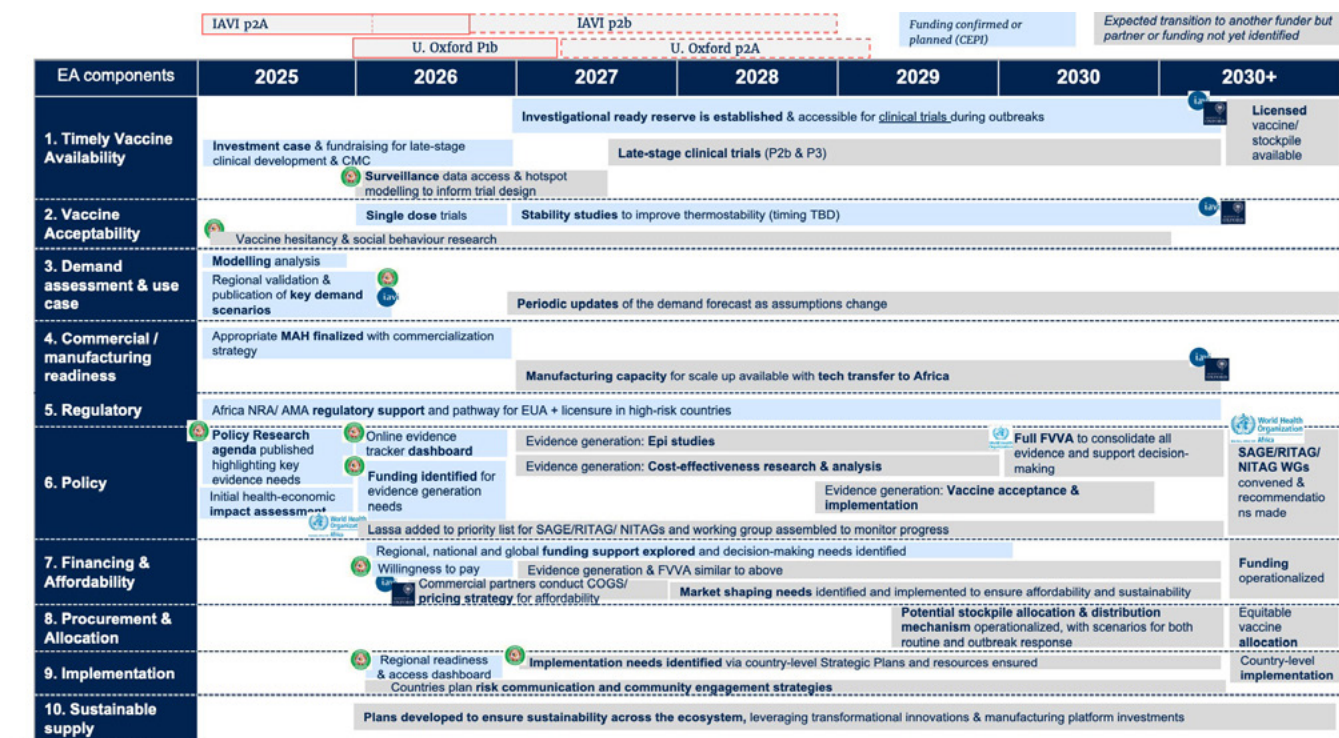 IAVI p2A
IAVI p2b
U. Oxford P1b
U. Oxford p2A
Funding confirmed or
planned (CEPI)
Expected transition to another funder but
partner or funding not yet identified
EA components
2025
2026
2027
2028
2029
2030
2030+
1. Timely Vaccine
Availability
Investigational ready reserve is established & accessible for clinical trials during outbreaks
Investment case & fundraising for late-stage
clinical development & CMC
Late-stage clinical trials (P2b & P3)
Surveillance data access & hotspot
modelling to inform trial design
iavi
OXFORD
Licensed
vaccine/
stockpile
available
2. Vaccine
Acceptability
Single dose trials
Stability studies to improve thermostability (timing TBD)
iavi
Vaccine hesitancy & social behaviour research
3. Demand
assessment & use
case
Modelling analysis
Regional validation &
publication of key demand
scenarios
iavi
Periodic updates of the demand forecast as assumptions change
4. Commercial /
manufacturing
readiness
Appropriate MAH finalized with commercialization
strategy
Manufacturing capacity for scale up available with tech transfer to Africa
iavi
OXFORD
5. Regulatory
Africa NRA/ AMA regulatory support and pathway for EUA + licensure in high-risk countries
6. Policy
Policy Research
agenda published
highlighting key
evidence needs
Initial health-economic
impact assessment
World Health
Organization
Africa
Online evidence
tracker dashboard
Funding identified for
evidence generation
needs
Evidence generation: Epi studies
Evidence generation: Cost-effectiveness research & analysis
Evidence generation: Vaccine acceptance &
implementation
Full FVVA to consolidate all
evidence and support decision-
making
Lassa added to priority list for SAGE/RITAG/ NITAGs and working group assembled to monitor progress
World Health
Organization
Africa
SAGE/RITAG/
NITAG WGs
convened &
recommendatio
ns made
7. Financing &
Affordability
Regional, national and global funding support explored and decision-making needs identified
Willingness to pay
Evidence generation & FVVA similar to above
iavi
Commercial partners conduct COGS/
pricing strategy for affordability
Market shaping needs identified and implemented to ensure affordability and sustainability
Funding
operationalized
8. Procurement &
Allocation
Potential stockpile allocation & distribution
mechanism operationalized, with scenarios for both
routine and outbreak response
Equitable
vaccine
allocation
9. Implementation
Regional readiness
& access dashboard
Implementation needs identified via country-level Strategic Plans and resources ensured
Countries plan risk communication and community engagement strategies
Country-level
implementation
10. Sustainable
supply
Plans developed to ensure sustainability across the ecosystem, leveraging transformational innovations & manufacturing platform investments